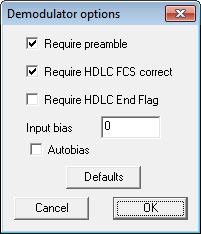 Demodulator options
Require preamble
Require HDLC FCS correct
Require HDLC End Flag
Input bias 0
Autobias
Defaults
Cancel OK